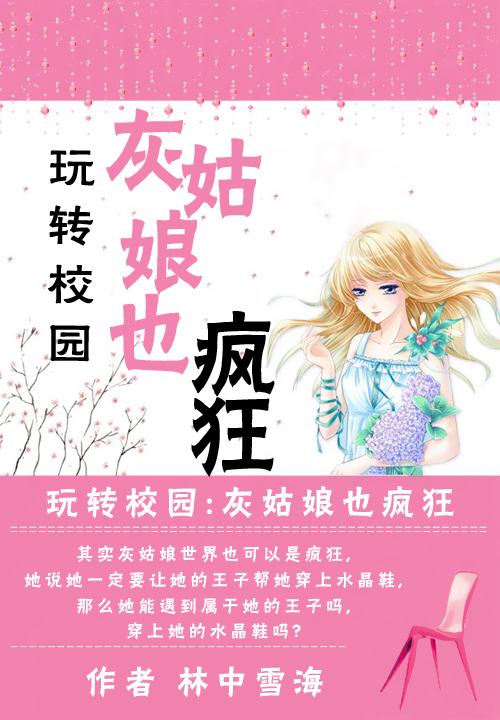 玩转校园
灰姑娘也
疯狂
玩转校园:灰姑娘也疯狂
其实灰姑娘世界也可以是疯狂,
她说她一定要让她的王子帮她穿上水晶鞋,
那么她能遇到属于她的王子吗,
穿上她的水晶鞋吗?
作者 林中雪海